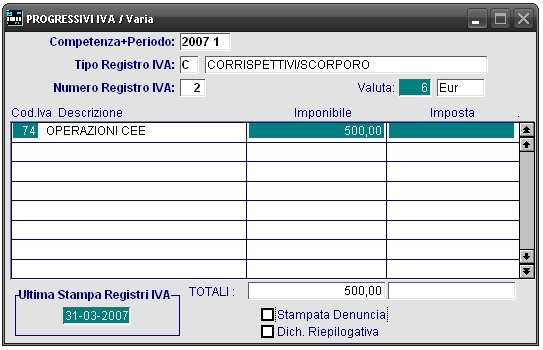 PROGRESSIVI IVA / Varia
Competenza+Periodo: 2007 1
Tipo Registro IVA: C CORRISPETTIVI/SCORPORO
Numero Registro IVA: 2 Valuta: 6 Eur
Cod.Iva Descrizione Imponibile Imposta .
74 OPERAZIONI CEE 500,00
TOTALI : 500,00
Ultima Stampa Registri IVA
31-03-2007
Stampata Denuncia
Dich. Riepilogativa